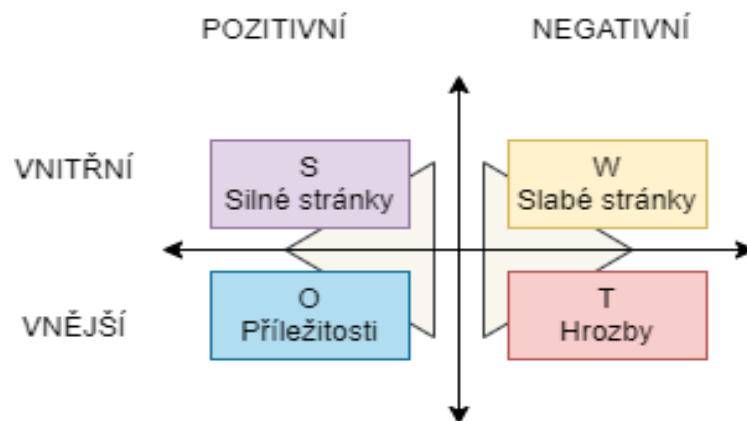 POZITIVNÍ NEGATIVNÍ
VNITŘNÍ
S
Silné stránky
W
Slabé stránky
VNĚJŠÍ
O
Příležitosti
T
Hrozby